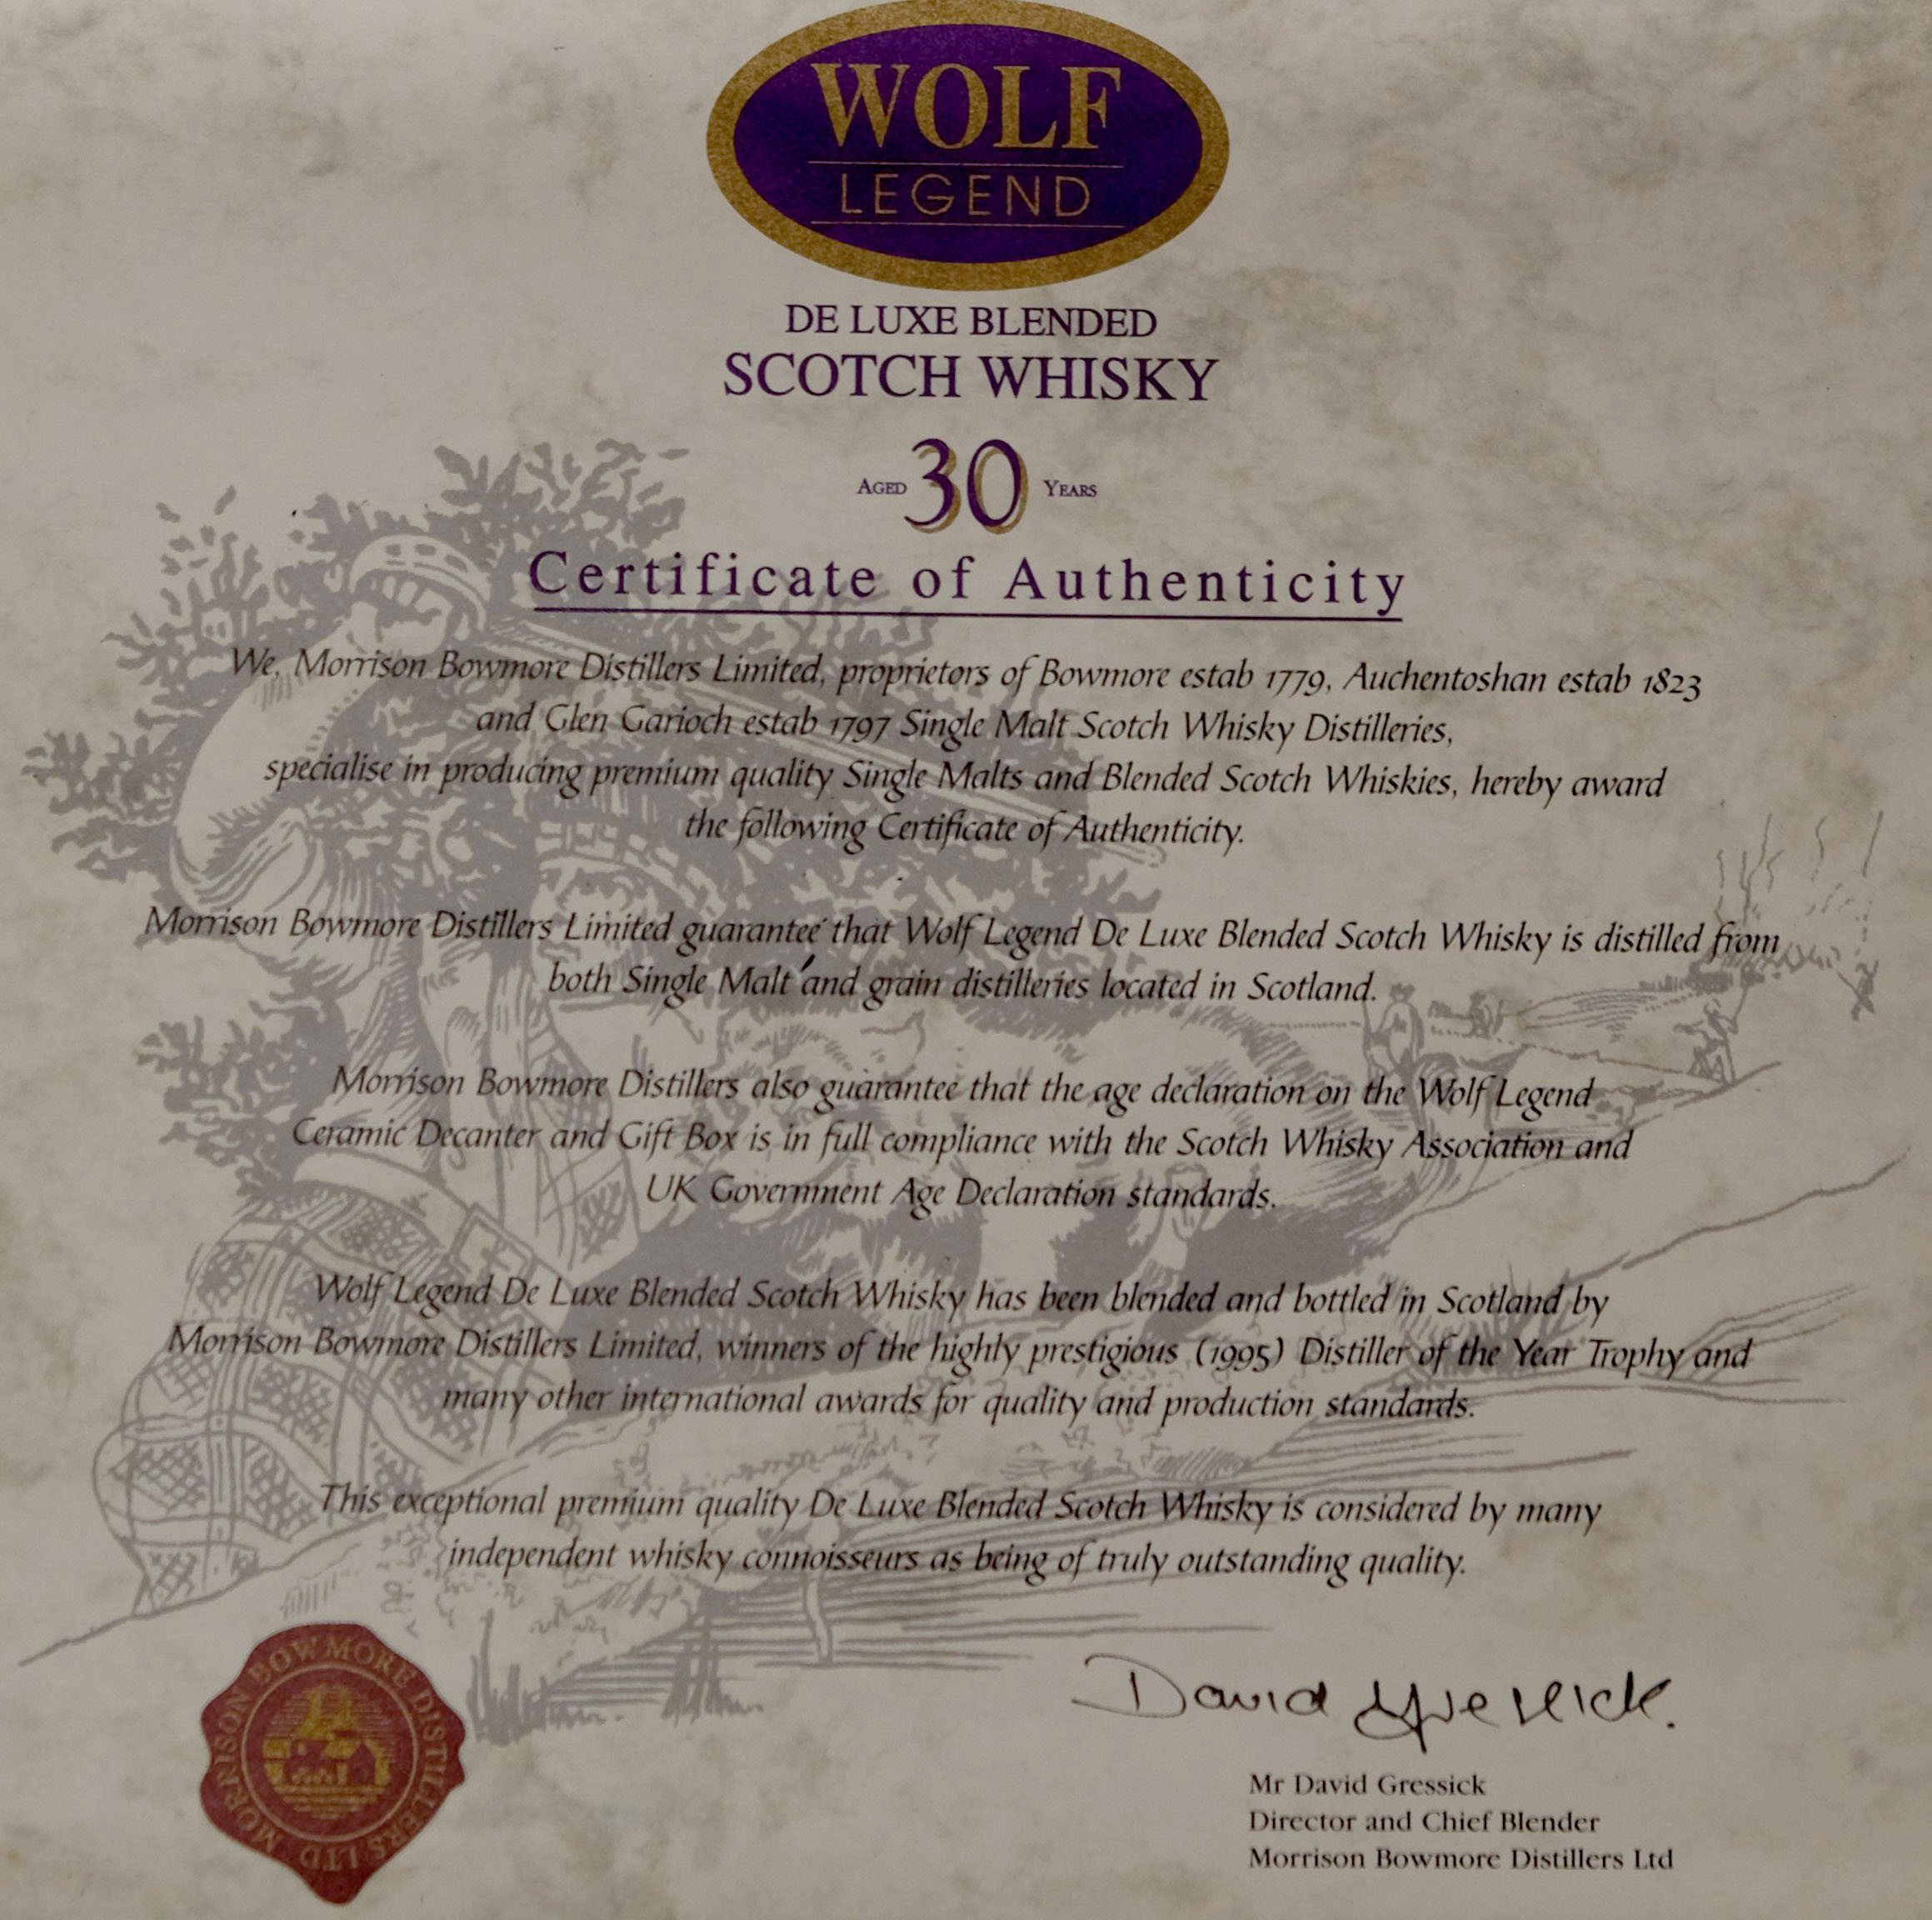 WOLF
LEGEND
DE LUXE BLENDED
SCOTCH WHISKY
AGED 30 YEARS
Certificate of Authenticity
We, Morrison Bowmore Distillers Limited, proprietors of Bowmore estab 1779, Auchentoshan estab 1823
and Glen Garioch estab 1797 Single Malt Scotch Whisky Distilleries,
specialise in producing premium quality Single Malts and Blended Scotch Whiskies, hereby award
the following Certificate of Authenticity.
Morrison Bowmore Distillers Limited guarantee that Wolf Legend De Luxe Blended Scotch Whisky is distilled from
both Single Malt and grain distilleries located in Scotland.
Morrison Bowmore Distillers also guarantee that the age declaration on the Wolf Legend
Ceramic Decanter and Gift Box is in full compliance with the Scotch Whisky Association and
UK Government Age Declaration standards.
Wolf Legend De Luxe Blended Scotch Whisky has been blended and bottled in Scotland by
Morrison Bowmore Distillers Limited, winners of the highly prestigious (1995) Distiller of the Year Trophy and
many other international awards for quality and production standards.
This exceptional premium quality De Luxe Blended Scotch Whisky is considered by many
independent whisky connoisseurs as being of truly outstanding quality.
MORRISON BOWMORE DISTILLERS LTD
David Gressick.
Mr David Gressick
Director and Chief Blender
Morrison Bowmore Distillers Ltd